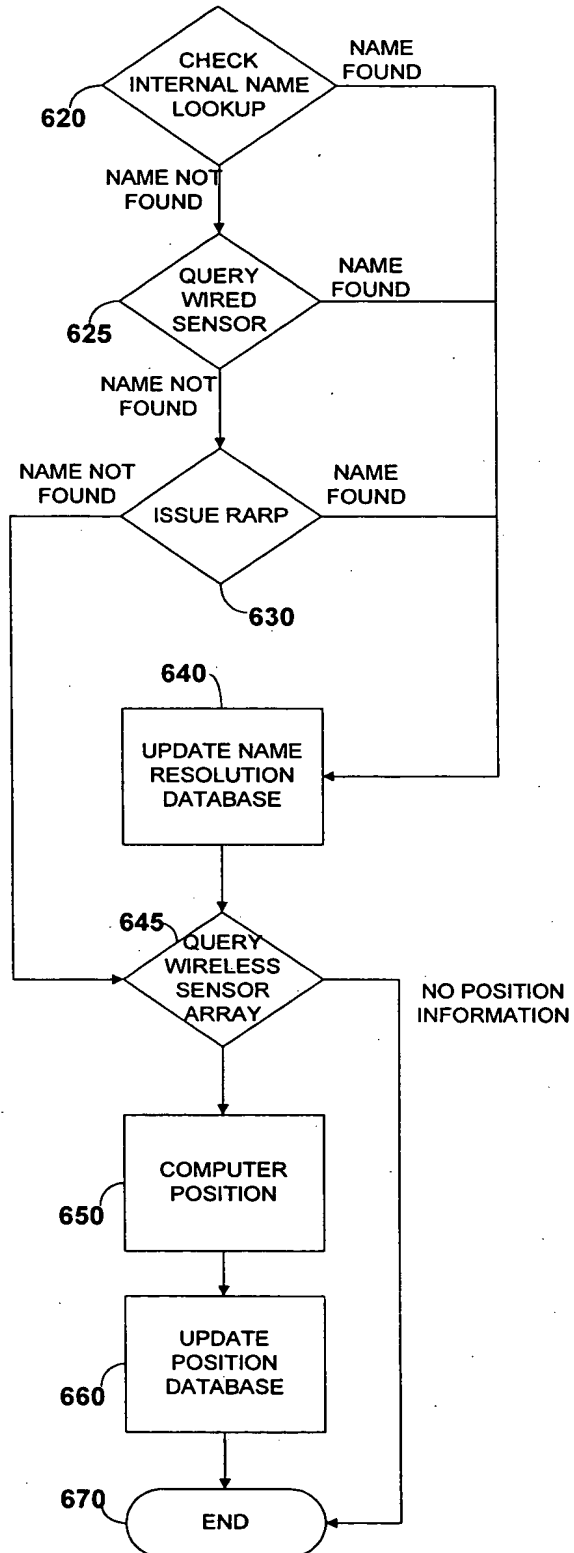 CHECK
INTERNAL NAME
LOOKUP
NAME
FOUND
620
NAME NOT
FOUND
QUERY
WIRED
SENSOR
NAME
FOUND
625
NAME NOT
FOUND
NAME NOT
FOUND
ISSUE RARP
NAME
FOUND
630
640
UPDATE NAME
RESOLUTION
DATABASE
645
QUERY
WIRELESS
SENSOR
ARRAY
NO POSITION
INFORMATION
COMPUTER
POSITION
650
UPDATE
POSITION
DATABASE
660
670
END